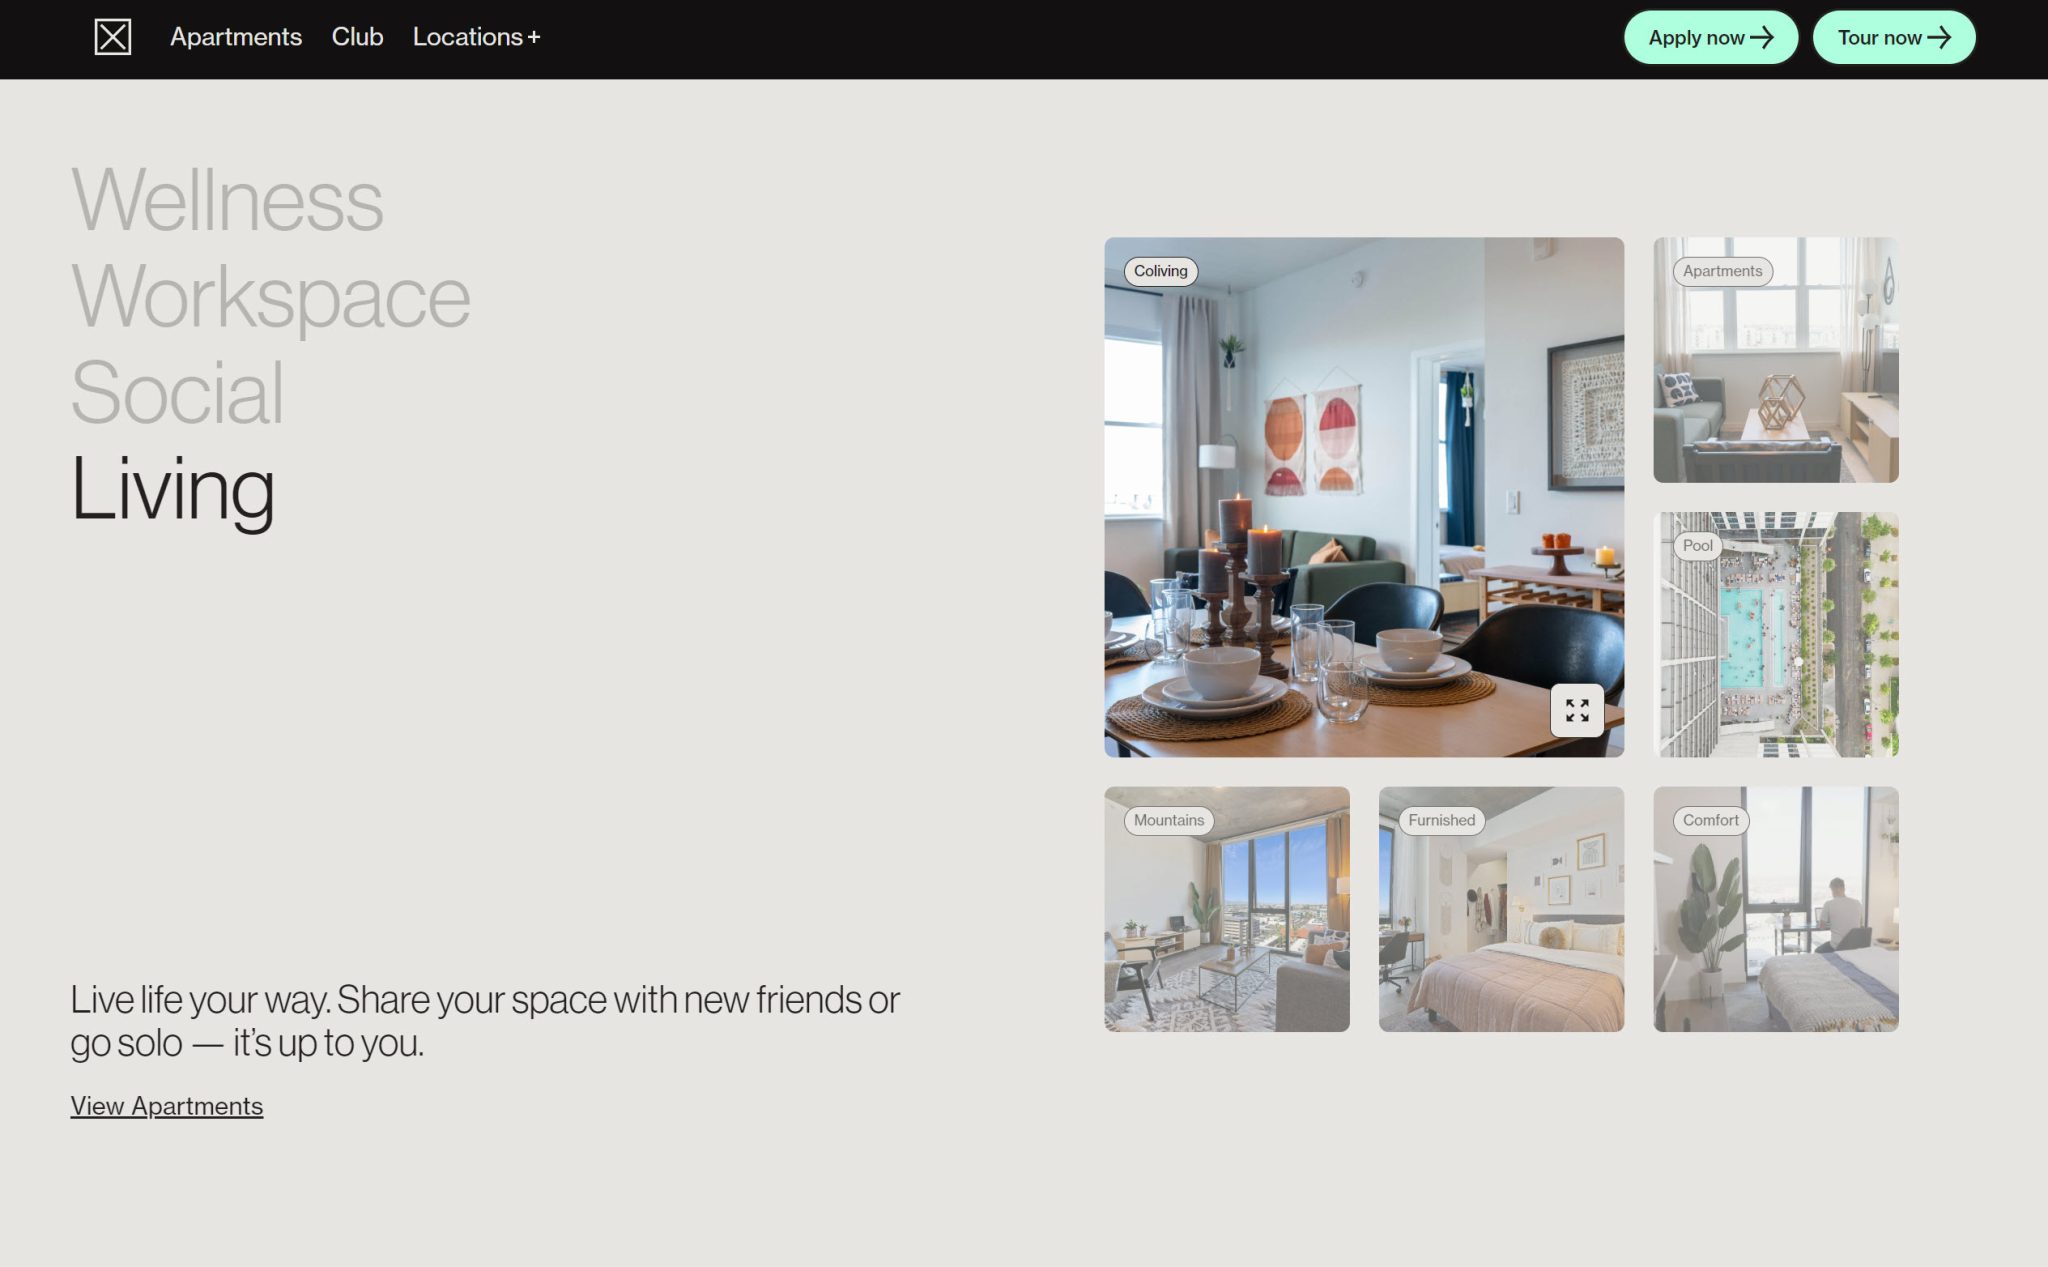 Apartments Club Locations +
Apply now → Tour now →
Wellness
Workspace
Social
Living
Coliving
Apartments
Pool
Mountains
Furnished
Comfort
Live life your way. Share your space with new friends or
go solo — it’s up to you.
View Apartments